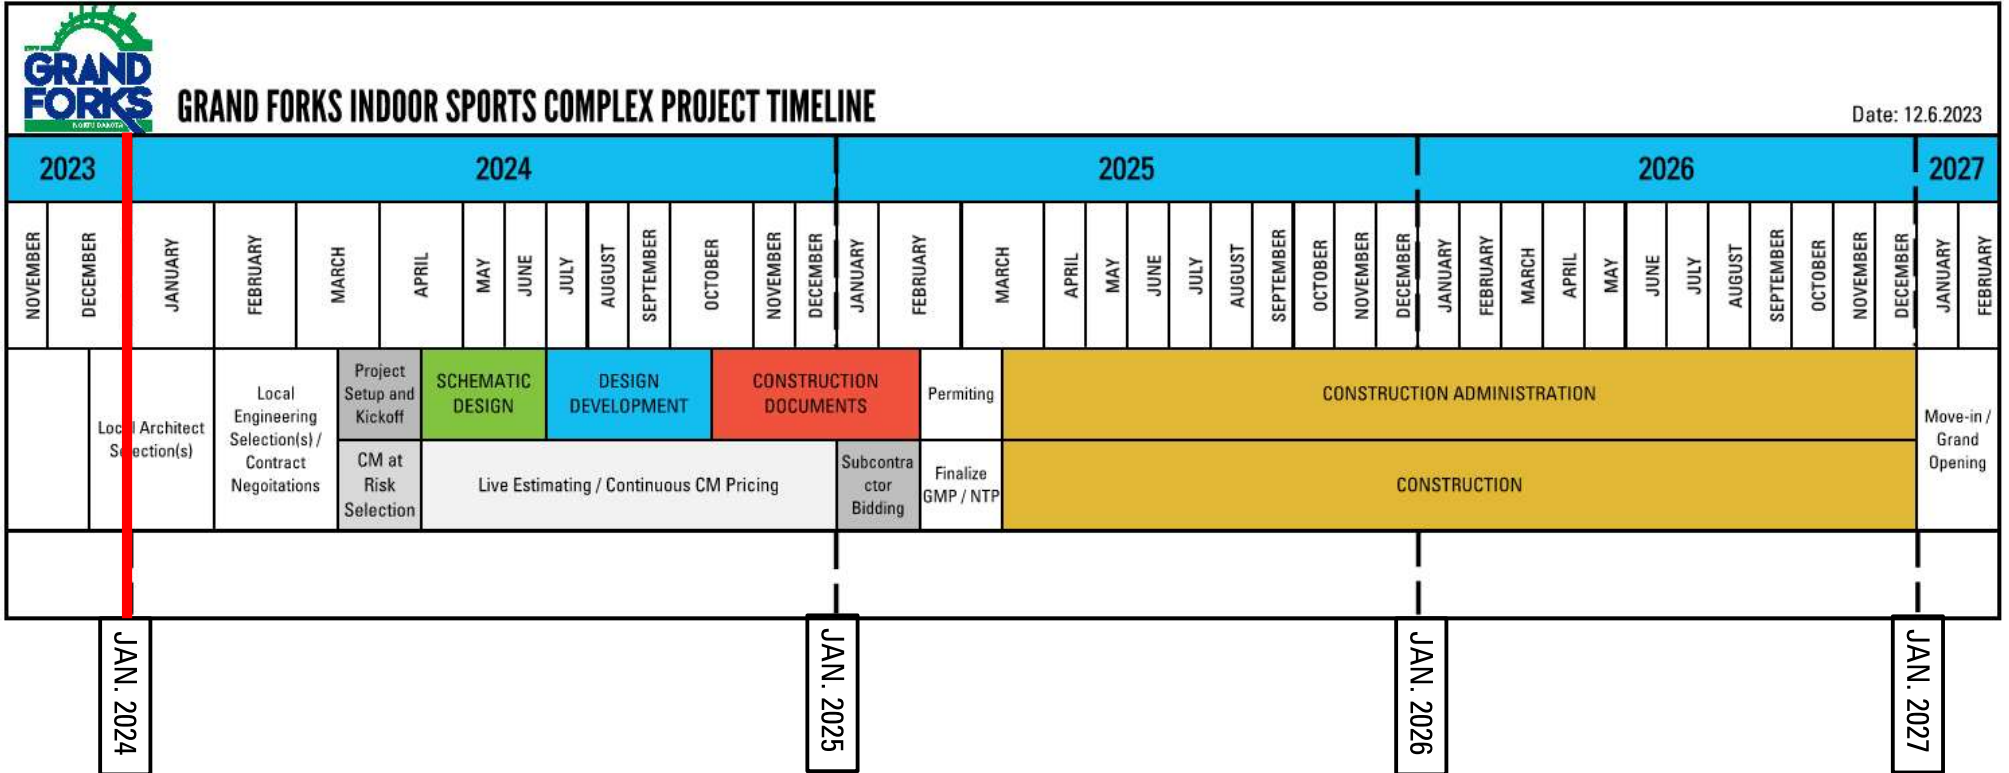 GRAND
FORKS
NORTH DAKOTA
GRAND FORKS INDOOR SPORTS COMPLEX PROJECT TIMELINE
Date: 12.6.2023
2023
2024
2025
2026
2027
NOVEMBER
DECEMBER
JANUARY
FEBRUARY
MARCH
APRIL
MAY
JUNE
JULY
AUGUST
SEPTEMBER
OCTOBER
NOVEMBER
DECEMBER
JANUARY
FEBRUARY
MARCH
APRIL
MAY
JUNE
JULY
AUGUST
SEPTEMBER
OCTOBER
NOVEMBER
DECEMBER
JANUARY
FEBRUARY
MARCH
APRIL
MAY
JUNE
JULY
AUGUST
SEPTEMBER
OCTOBER
NOVEMBER
DECEMBER
JANUARY
FEBRUARY
Local Architect
Selection(s)
Local
Engineering
Selection(s) /
Contract
Negoitations
Project
Setup and
Kickoff
SCHEMATIC
DESIGN
DESIGN
DEVELOPMENT
CONSTRUCTION
DOCUMENTS
Permiting
CONSTRUCTION ADMINISTRATION
CM at
Risk
Selection
Live Estimating / Continuous CM Pricing
Subcontra
ctor
Bidding
Finalize
GMP / NTP
CONSTRUCTION
Move-in /
Grand
Opening
JAN. 2024
JAN. 2025
JAN. 2026
JAN. 2027